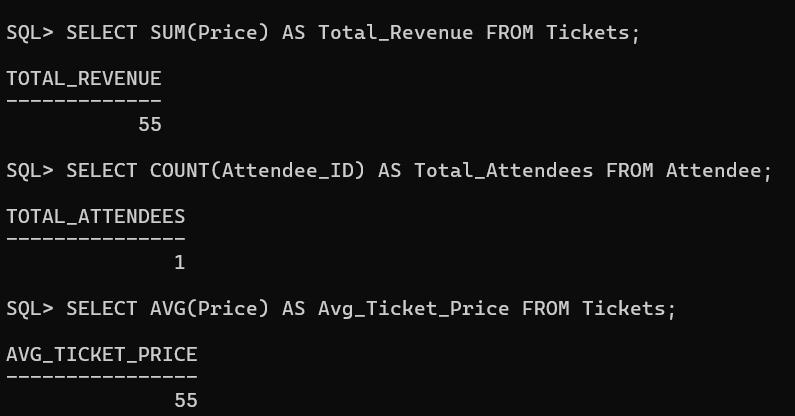 SQL> SELECT SUM(Price) AS Total_Revenue FROM Tickets;
TOTAL_REVENUE
-------------
           55
SQL> SELECT COUNT(Attendee_ID) AS Total_Attendees FROM Attendee;
TOTAL_ATTENDEES
---------------
              1
SQL> SELECT AVG(Price) AS Avg_Ticket_Price FROM Tickets;
AVG_TICKET_PRICE
----------------
              55